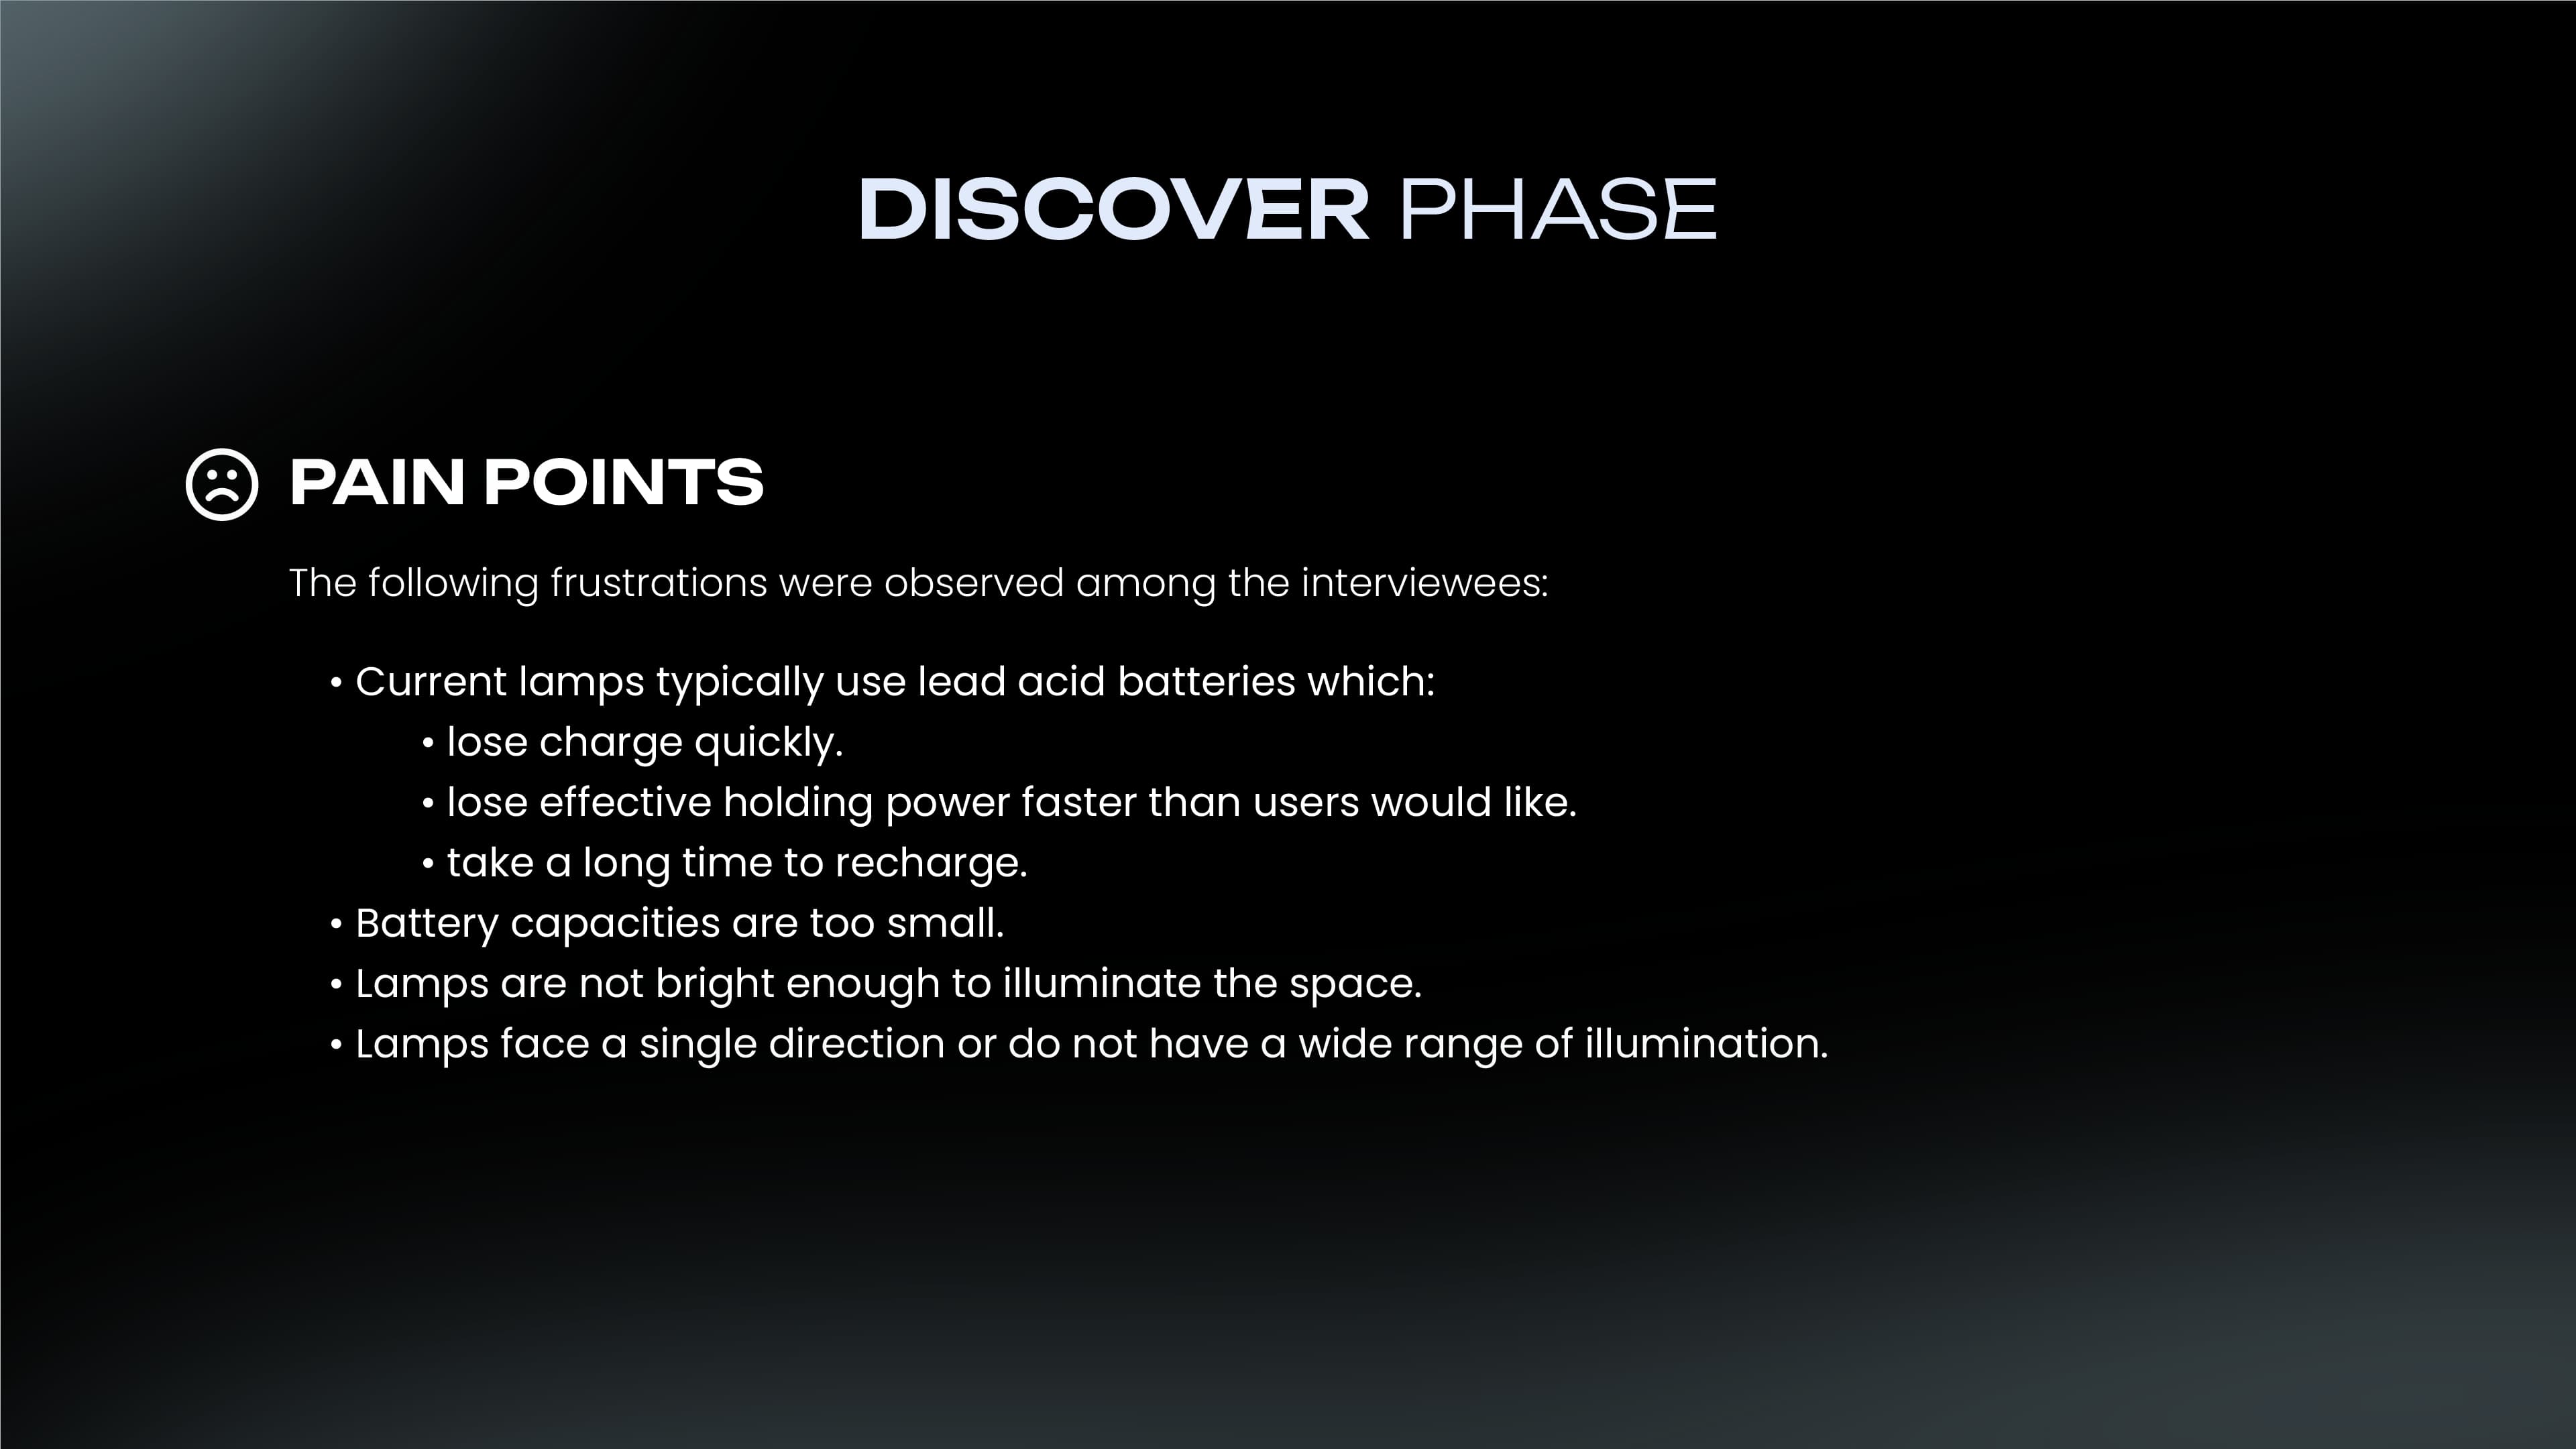 DISCOVER PHASE
PAIN POINTS
The following frustrations were observed among the interviewees:
• Current lamps typically use lead acid batteries which:
• lose charge quickly.
• lose effective holding power faster than users would like.
• take a long time to recharge.
• Battery capacities are too small.
• Lamps are not bright enough to illuminate the space.
• Lamps face a single direction or do not have a wide range of illumination.